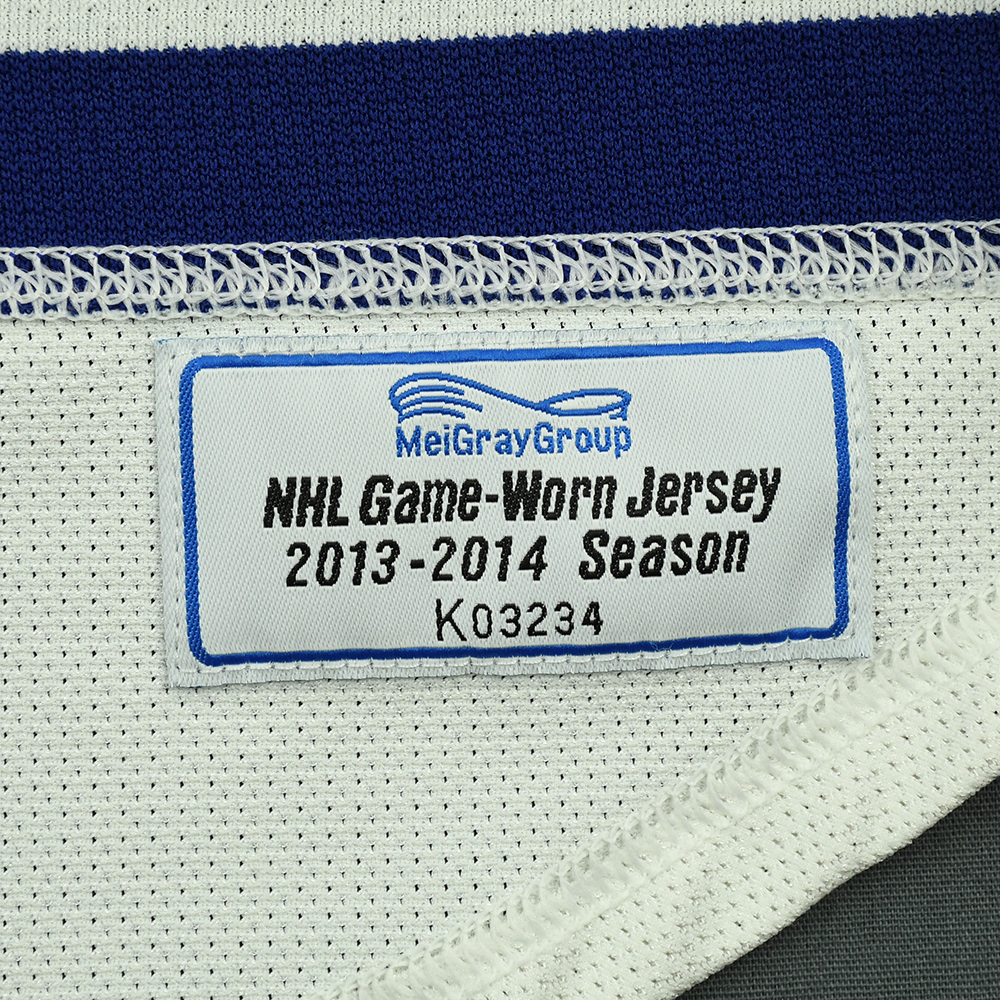 MeiGrayGroup
NHL Game-Worn Jersey
2013-2014 Season
K03234